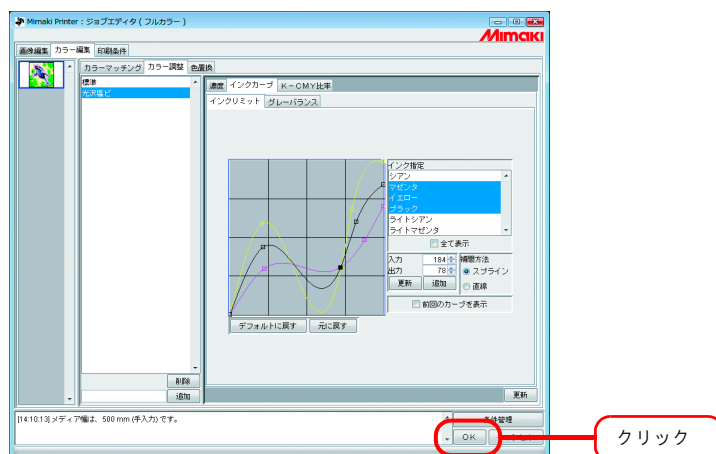 Mimaki Printer : ジョブエディタ ( フルカラー )
Mimaki
画像編集 カラー編集 印刷条件
カラーマッチング カラー調整 色置換
標準
光沢塩ビ
濃度 インクカーブ K－CMY比率
インクリミット グレーバランス
インク指定
シアン
マゼンタ
イエロー
ブラック
ライトシアン
ライトマゼンタ
全て表示
入力 184
出力 78
更新 追加
補間方法
スプライン
直線
前回のカーブを表示
デフォルトに戻す 元に戻す
削除
追加
更新
[14:10:13] メディア幅は、500 mm (手入力) です。
条件管理
OK
クリック